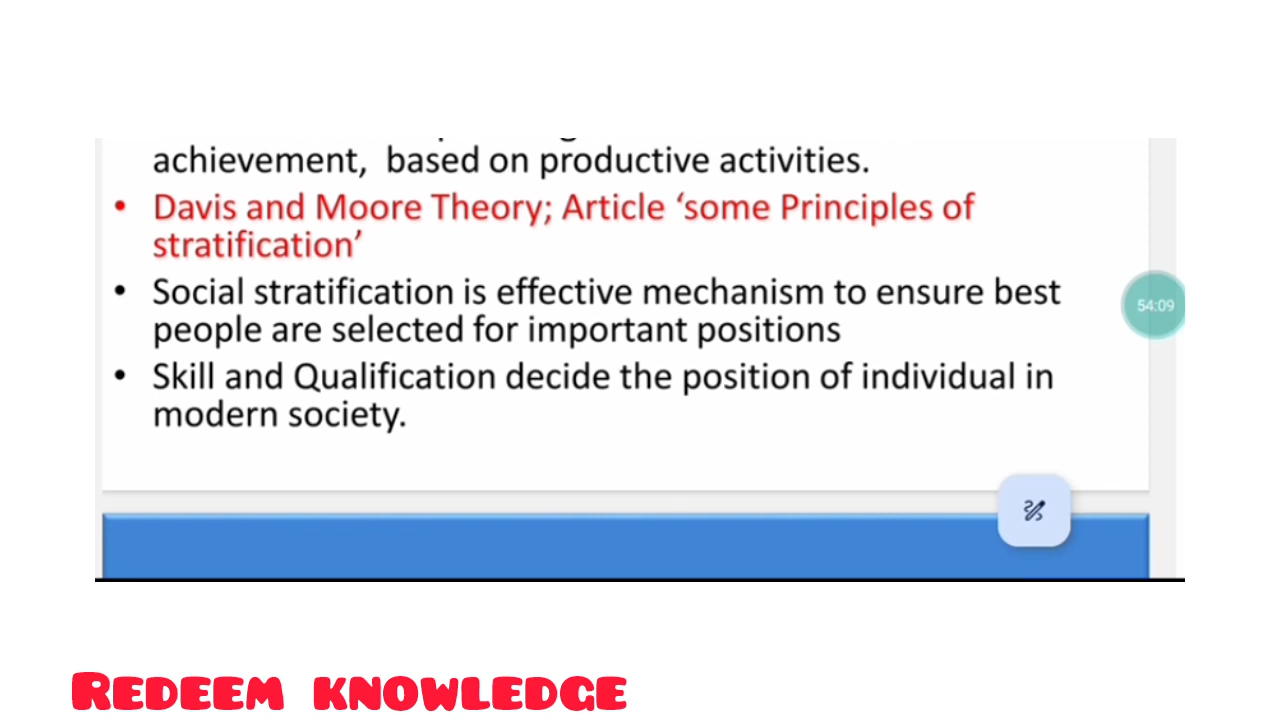 achievement,  based on productive activities.
• Davis and Moore Theory; Article ‘some Principles of
stratification’
• Social stratification is effective mechanism to ensure best
people are selected for important positions
54:09
• Skill and Qualification decide the position of individual in
modern society.
REDEEM KNOWLEDGE